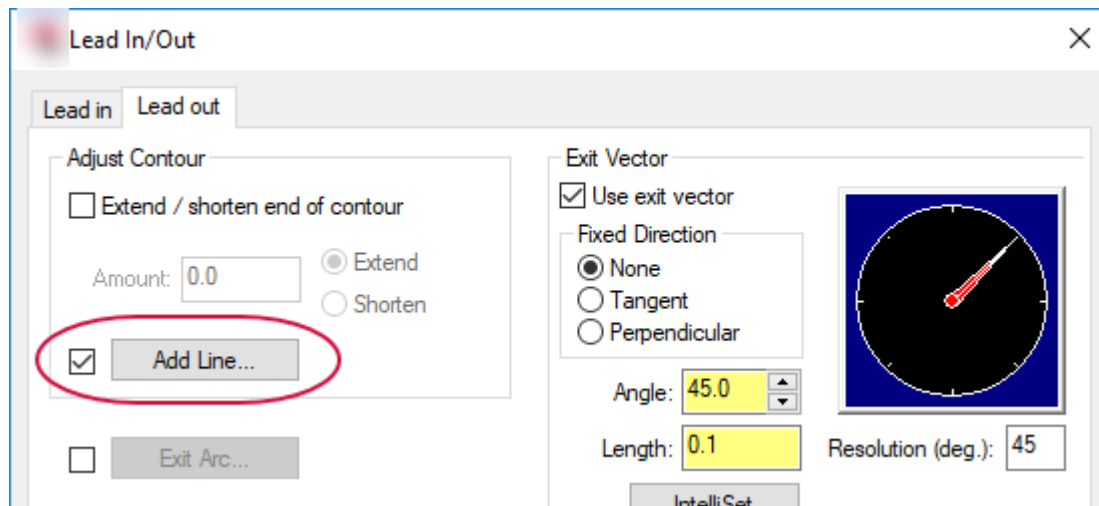 Lead In/Out
Lead in
Lead out
Adjust Contour
Extend / shorten end of contour
Amount: 0.0
Extend
Shorten
Add Line...
Exit Arc...
Exit Vector
Use exit vector
Fixed Direction
None
Tangent
Perpendicular
Angle: 45.0
Length: 0.1
Resolution (deg.): 45
IntelliSet